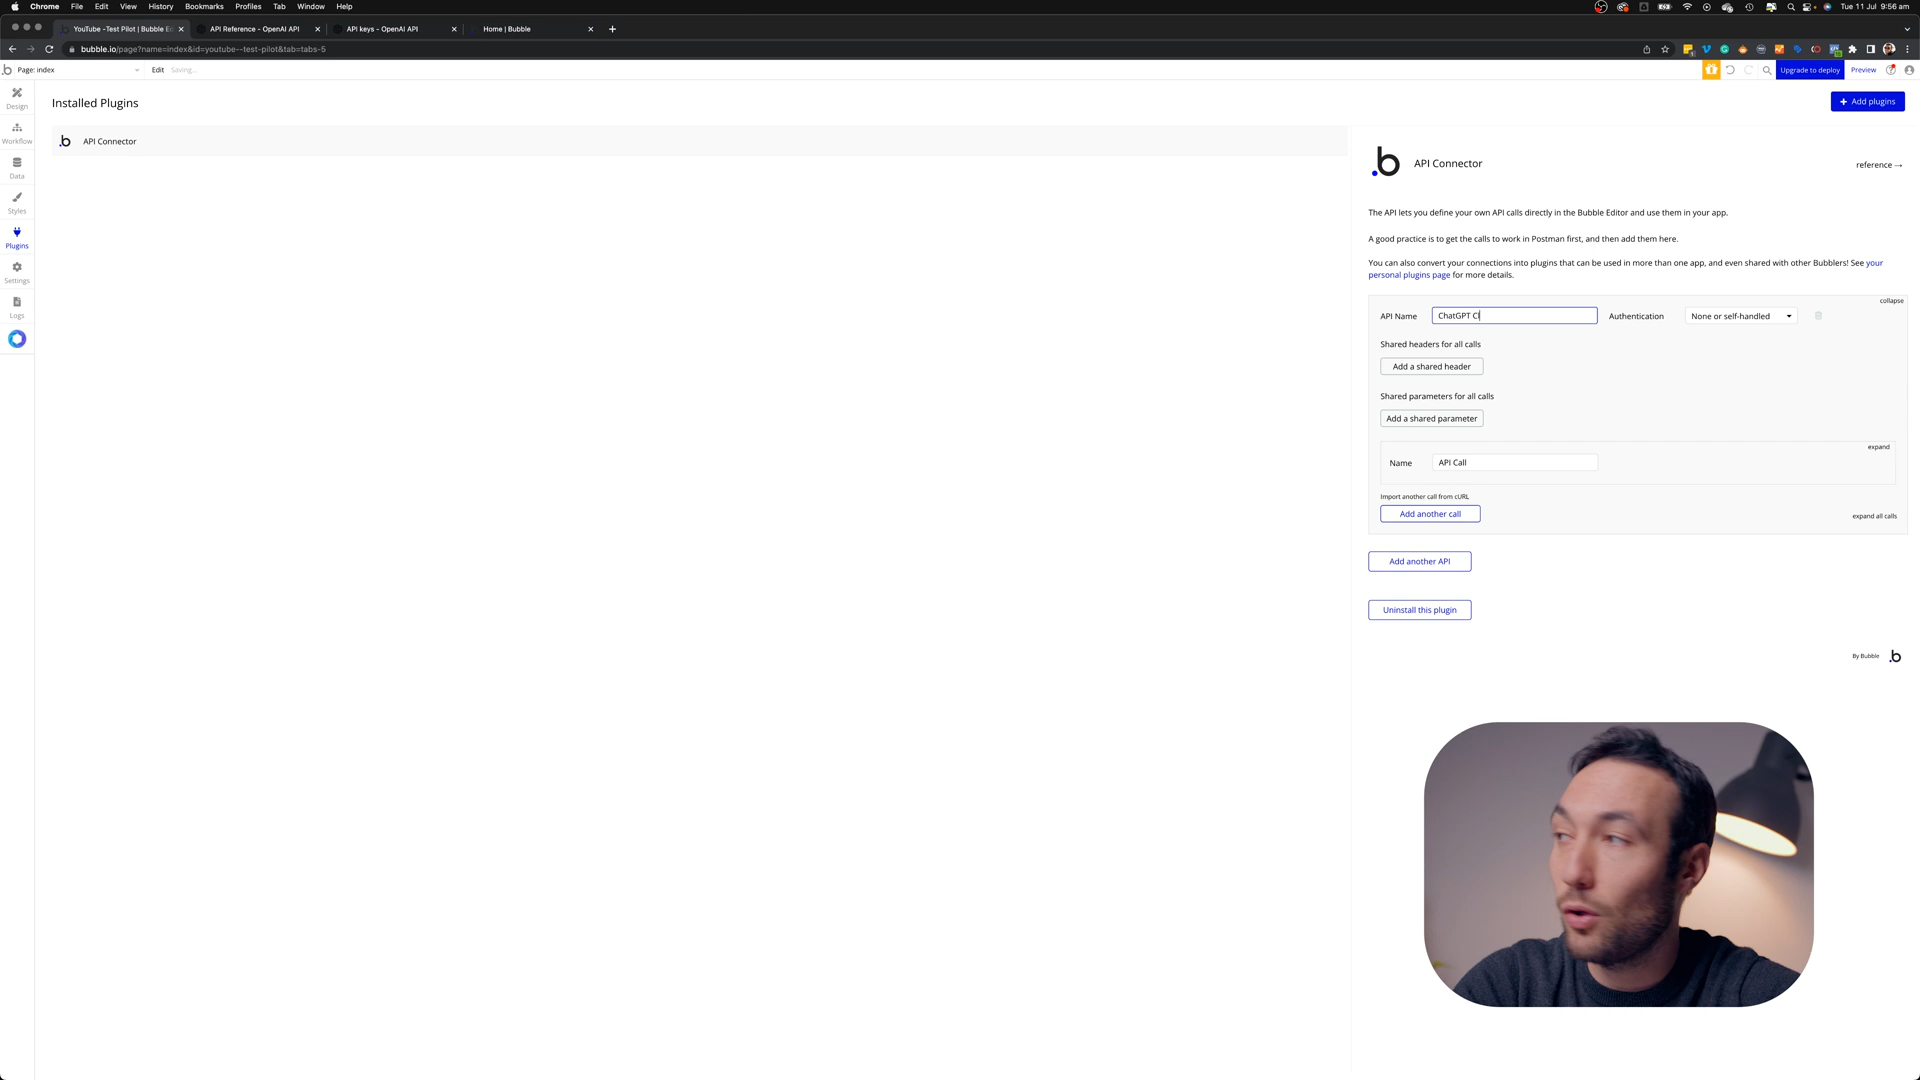 Chrome File Edit View History Bookmarks Profiles Tab Window Help Tue 11 Jul 9:56 am
YouTube -Test Pilot | Bubble E API Reference - OpenAI API API keys - OpenAI API Home | Bubble
bubble.io/page?name=index&id=youtube--test-pilot&tab=tabs-5
Page: index Edit Saving... Upgrade to deploy Preview
Installed Plugins
Add plugins
Design
Workflow
Data
Styles
Plugins
Settings
Logs
API Connector
API Connector
reference →
The API lets you define your own API calls directly in the Bubble Editor and use them in your app.
A good practice is to get the calls to work in Postman first, and then add them here.
You can also convert your connections into plugins that can be used in more than one app, and even shared with other Bubblers! See your
personal plugins page for more details.
collapse
API Name ChatGPT Cl Authentication None or self-handled
Shared headers for all calls
Add a shared header
Shared parameters for all calls
Add a shared parameter
expand
Name API Call
Import another call from cURL
Add another call
expand all calls
Add another API
Uninstall this plugin
By Bubble